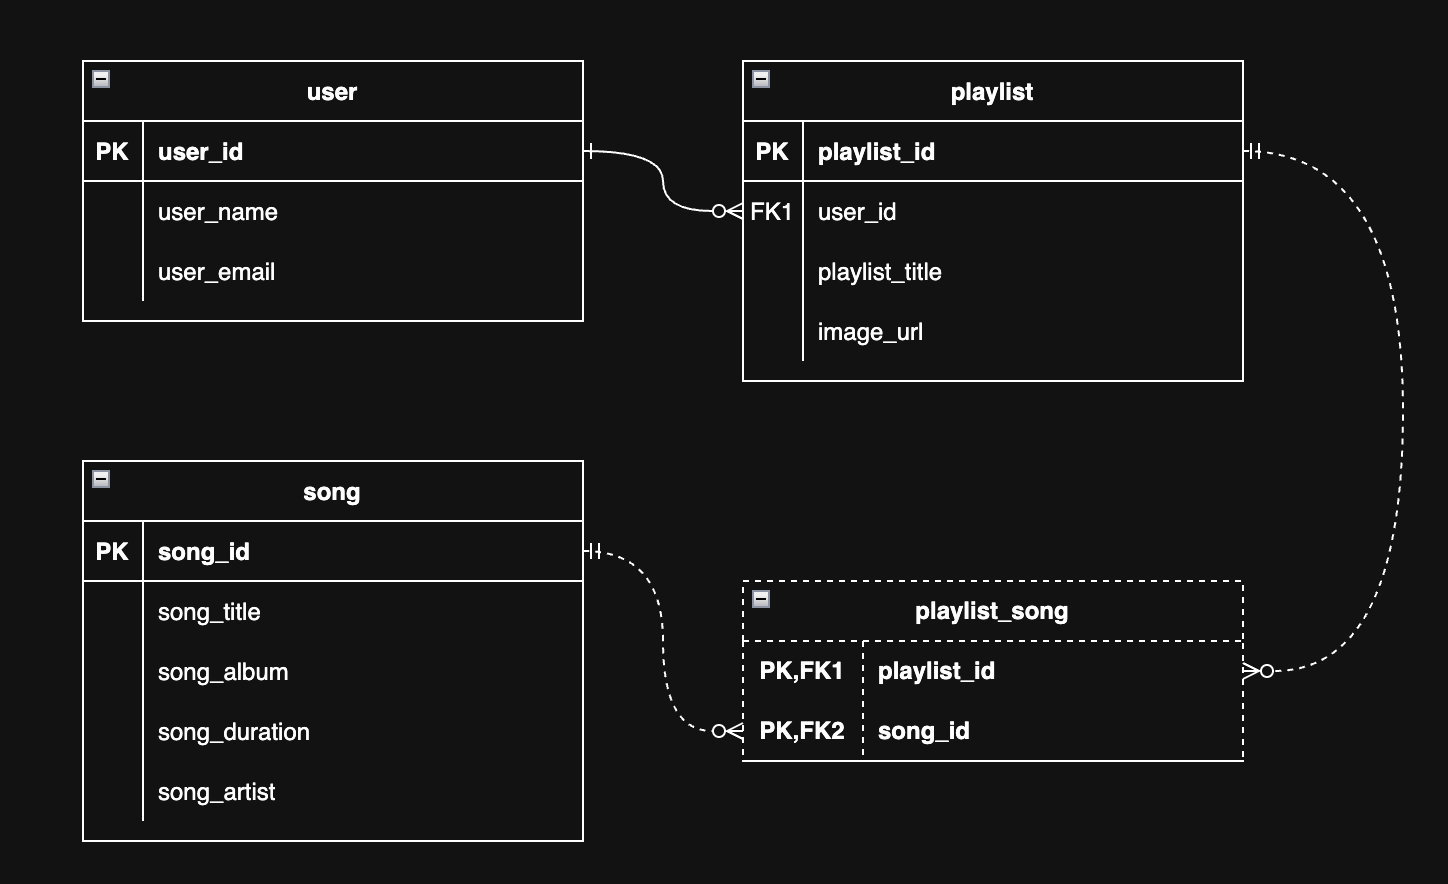 user
PK user_id
user_name
user_email
playlist
PK playlist_id
FK1 user_id
playlist_title
image_url
song
PK song_id
song_title
song_album
song_duration
song_artist
playlist_song
PK,FK1 playlist_id
PK,FK2 song_id